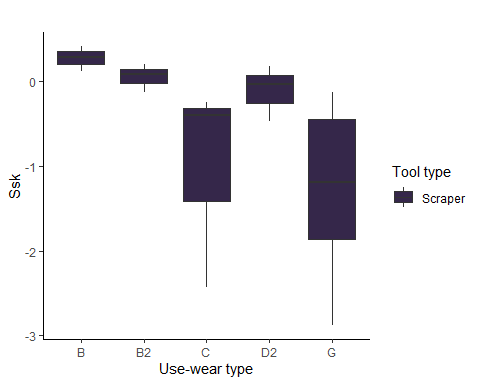 0
-1
-2
-3
Ssk
B
B2
C
D2
G
Use-wear type
Tool type
Scraper